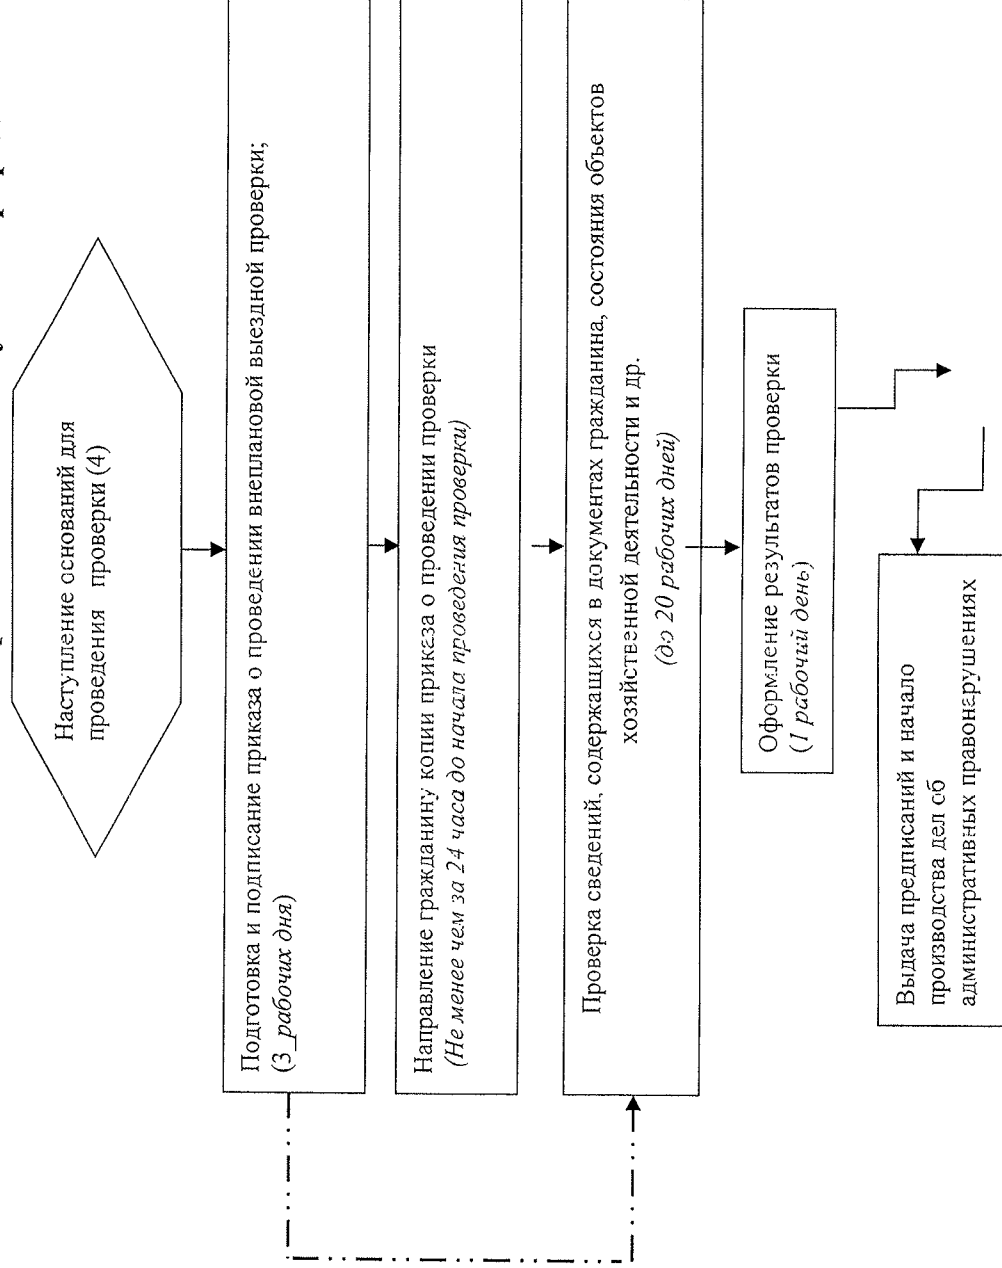 Наступление оснований для
проведения проверки (4)
Подготовка и подписание приказа о проведении внеплановой выездной проверки;
(3_рабочих дня)
Направление гражданину копии приказа о проведении проверки
(Не менее чем за 24 часа до начала проведения проверки)
Проверка сведений, содержащихся в документах гражданина, состояния объектов
хозяйственной деятельности и др.
(до 20 рабочих дней)
Оформление результатов проверки
(1 рабочий день)
Выдача предписаний и начало
производства дел об
административных правонарушениях